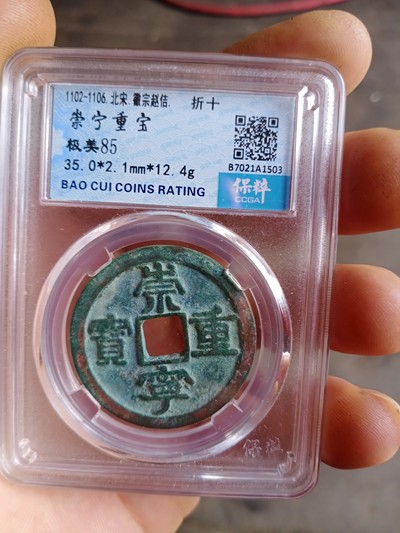 1102-1106.北宋.徽宗赵佶. 折十
崇宁重宝
极美85
35.0*2.1mm*12.4g
BAO CUI COINS RATING
B7021A1503
保粹
CCGA
崇
寶 重
寧